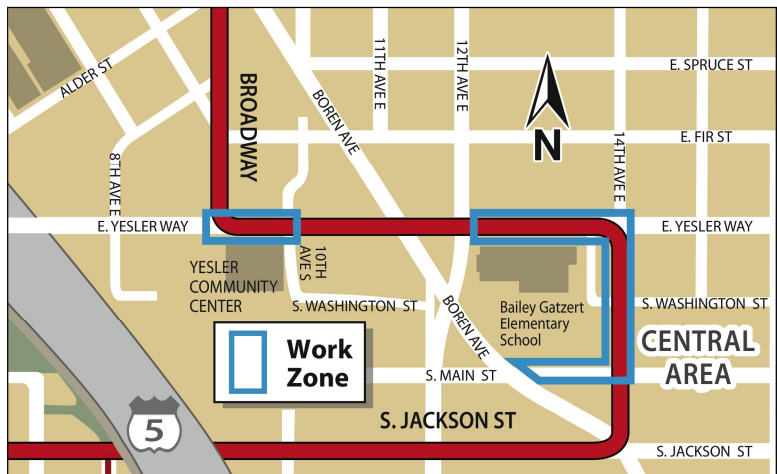 ALDER ST
BROADWAY
BOREN AVE
11TH AVE E
12TH AVE E
E. SPRUCE ST
N
E. FIR ST
14TH AVE E
8TH AVE E
E. YESLER WAY
E. YESLER WAY
YESLER
COMMUNITY
CENTER
10TH
AVE S
S. WASHINGTON ST
BOREN AVE
Bailey Gatzert
Elementary
School
S. WASHINGTON ST
CENTRAL
AREA
Work
Zone
S. MAIN ST
5
S. JACKSON ST
S. JACKSON ST